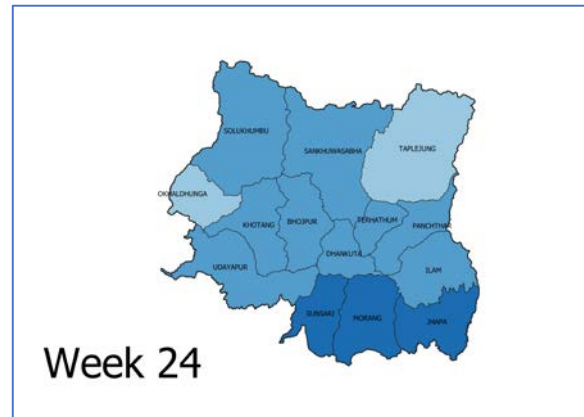 SOLUKHUMBU
SANKHUWASABHA
TAPLEJUNG
OKHALDHUNGA
KHOTANG
BHOJPUR
TERHATHUM
PANCHTHAR
DHANKUTA
UDAYAPUR
ILAM
SUNSARI
MORANG
JHAPA
Week 24